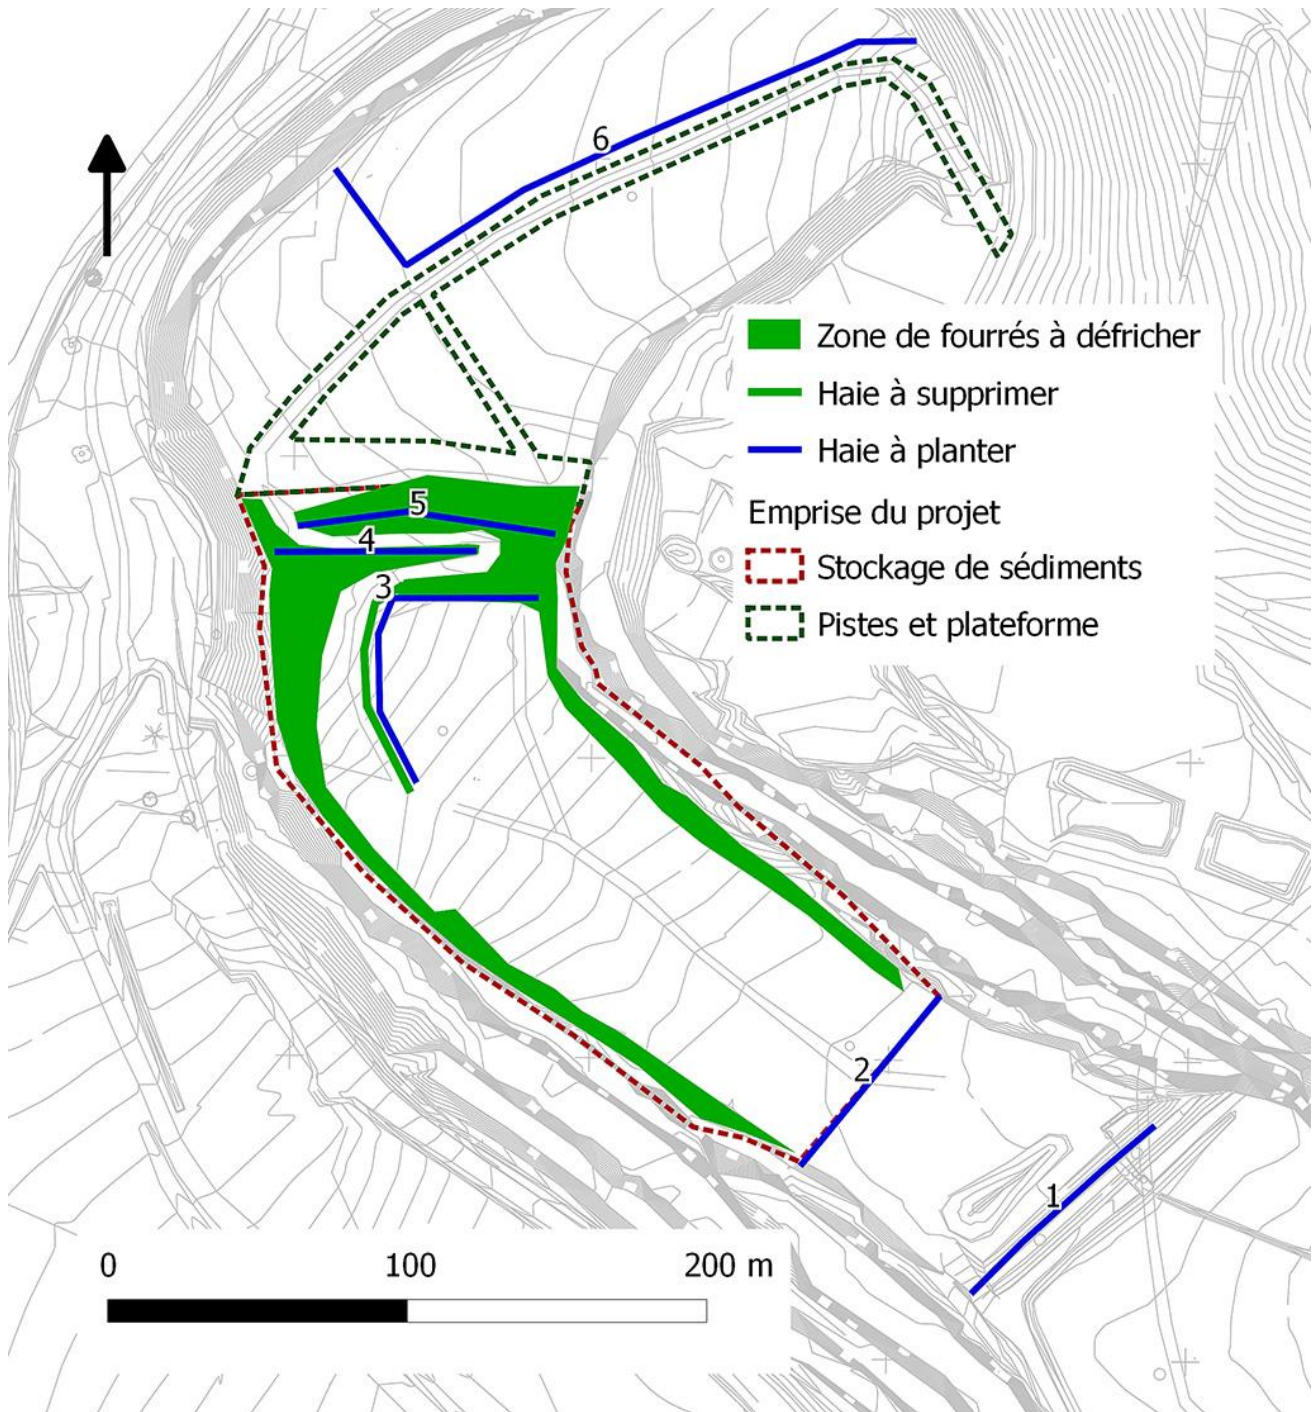 6
Zone de fourrés à défricher
Haie à supprimer
Haie à planter
Emprise du projet
Stockage de sédiments
Pistes et plateforme
5
4
3
2
1
0 100 200 m